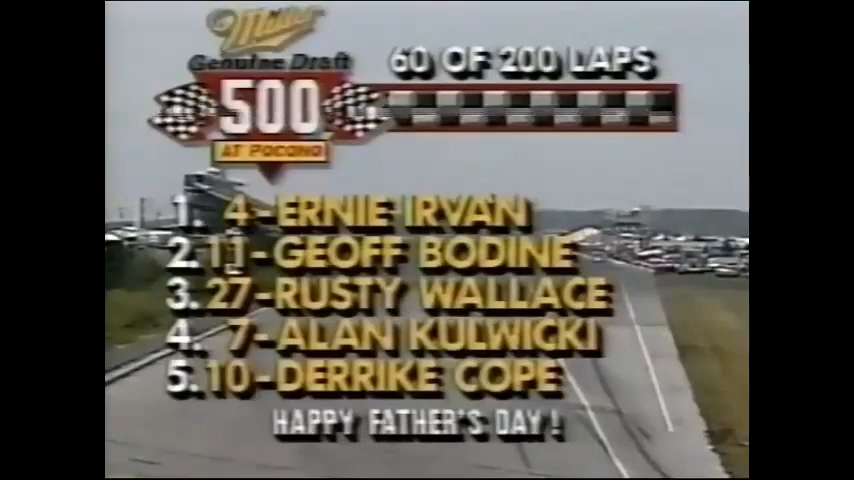 Miller
Genuine Draft
500
AT POCONO
60 OF 200 LAPS
1. 4-ERNIE IRVAN
2. 11-GEOFF BODINE
3. 27-RUSTY WALLACE
4. 7-ALAN KULWICKI
5. 10-DERRIKE COPE
HAPPY FATHER'S DAY!